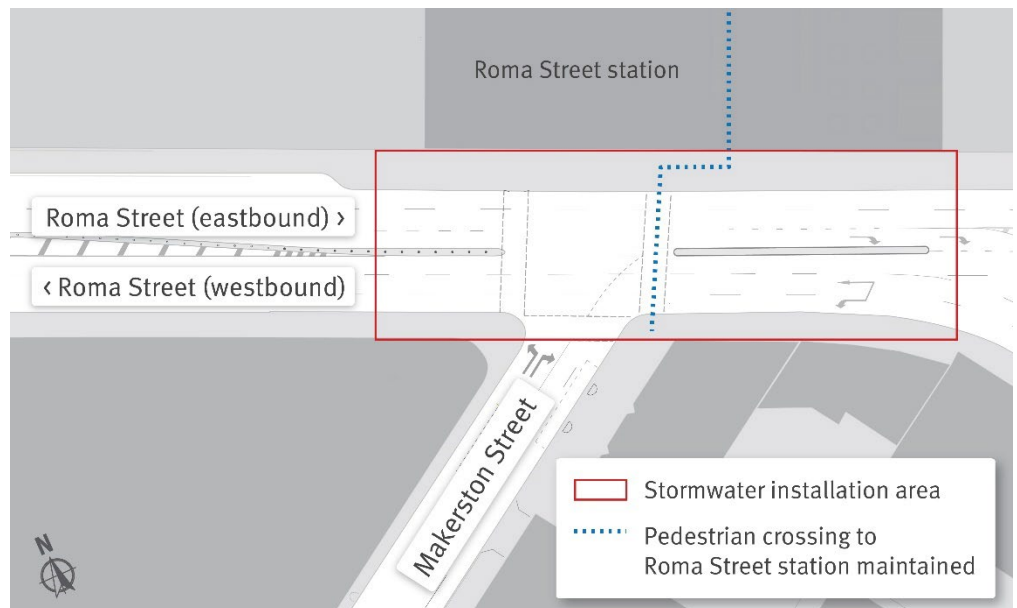 Roma Street station
Roma Street (eastbound) >
< Roma Street (westbound)
Makerston Street
Stormwater installation area
Pedestrian crossing to
Roma Street station maintained
N